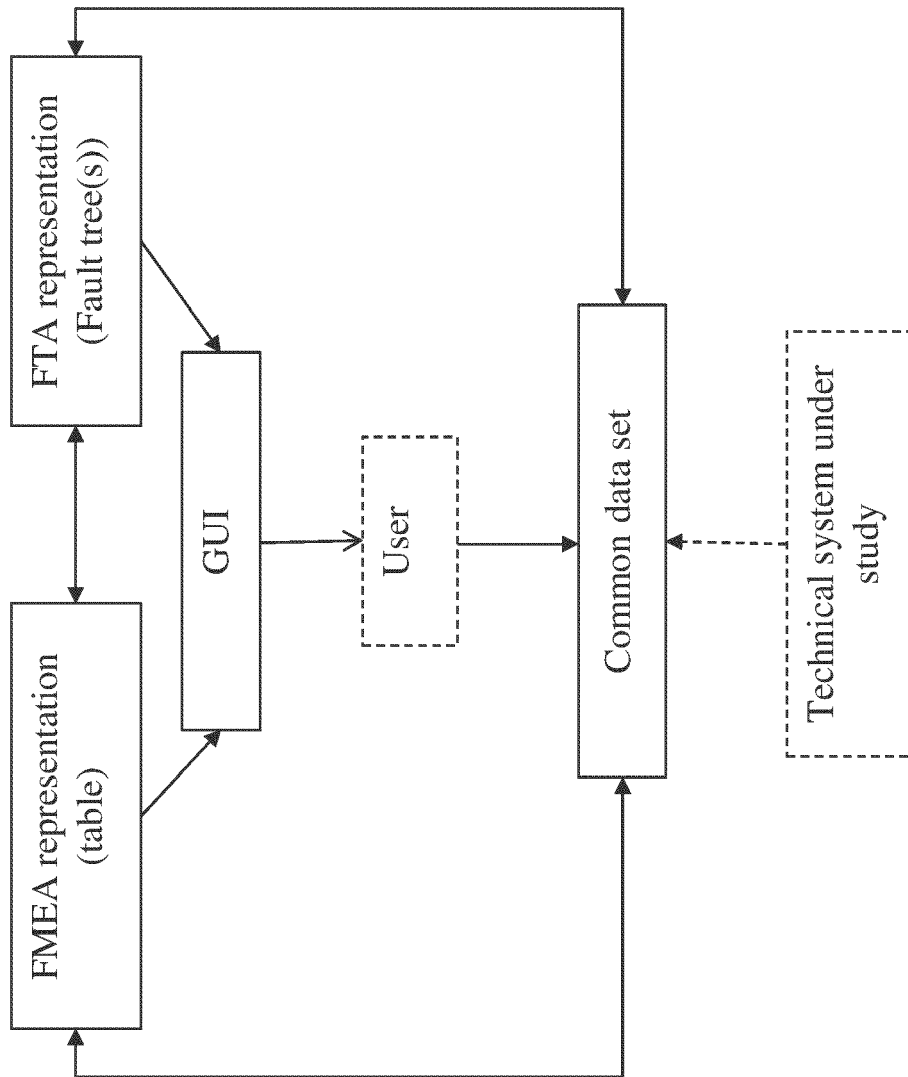 FMEA representation
(table)
FTA representation
(Fault tree(s))
GUI
User
Common data set
Technical system under
study